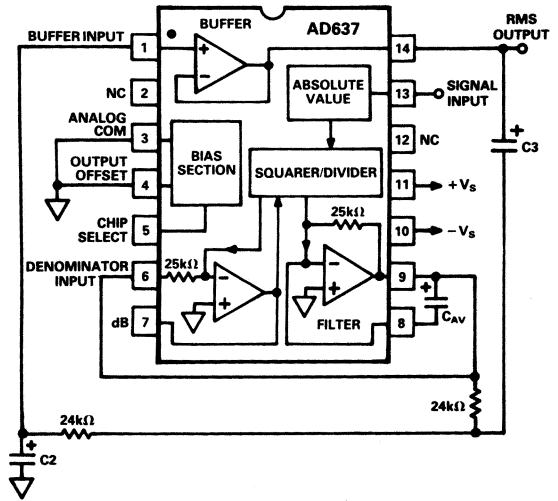 BUFFER
AD637
RMS
OUTPUT
BUFFER INPUT
1
+
−
14
+
NC
2
ABSOLUTE
VALUE
13
SIGNAL
INPUT
ANALOG
COM
3
12
NC
C3
OUTPUT
OFFSET
4
BIAS
SECTION
SQUARER/DIVIDER
11
+VS
CHIP
SELECT
5
25kΩ
10
−VS
DENOMINATOR
INPUT
6
25kΩ
−
+
−
+
9
+
CAV
dB
7
FILTER
8
24kΩ
24kΩ
+
C2